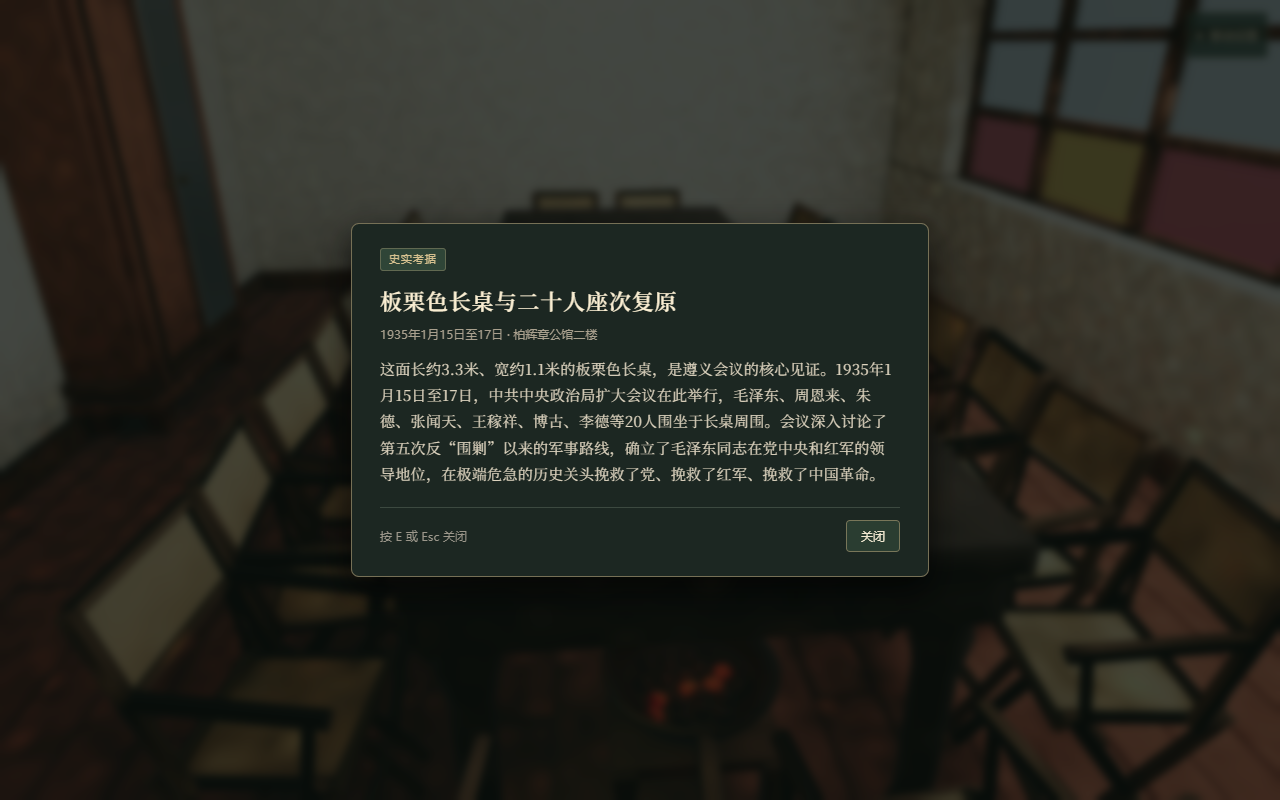 史实考据
板栗色长桌与二十人座次复原
1935年1月15日至17日 · 柏辉章公馆二楼
这面长约3.3米、宽约1.1米的板栗色长桌，是遵义会议的核心见证。1935年1
月15日至17日，中共中央政治局扩大会议在此举行，毛泽东、周恩来、朱
德、张闻天、王稼祥、博古、李德等20人围坐于长桌周围。会议深入讨论了
第五次反“围剿”以来的军事路线，确立了毛泽东同志在党中央和红军的领
导地位，在极端危急的历史关头挽救了党、挽救了红军、挽救了中国革命。
按 E 或 Esc 关闭
关闭